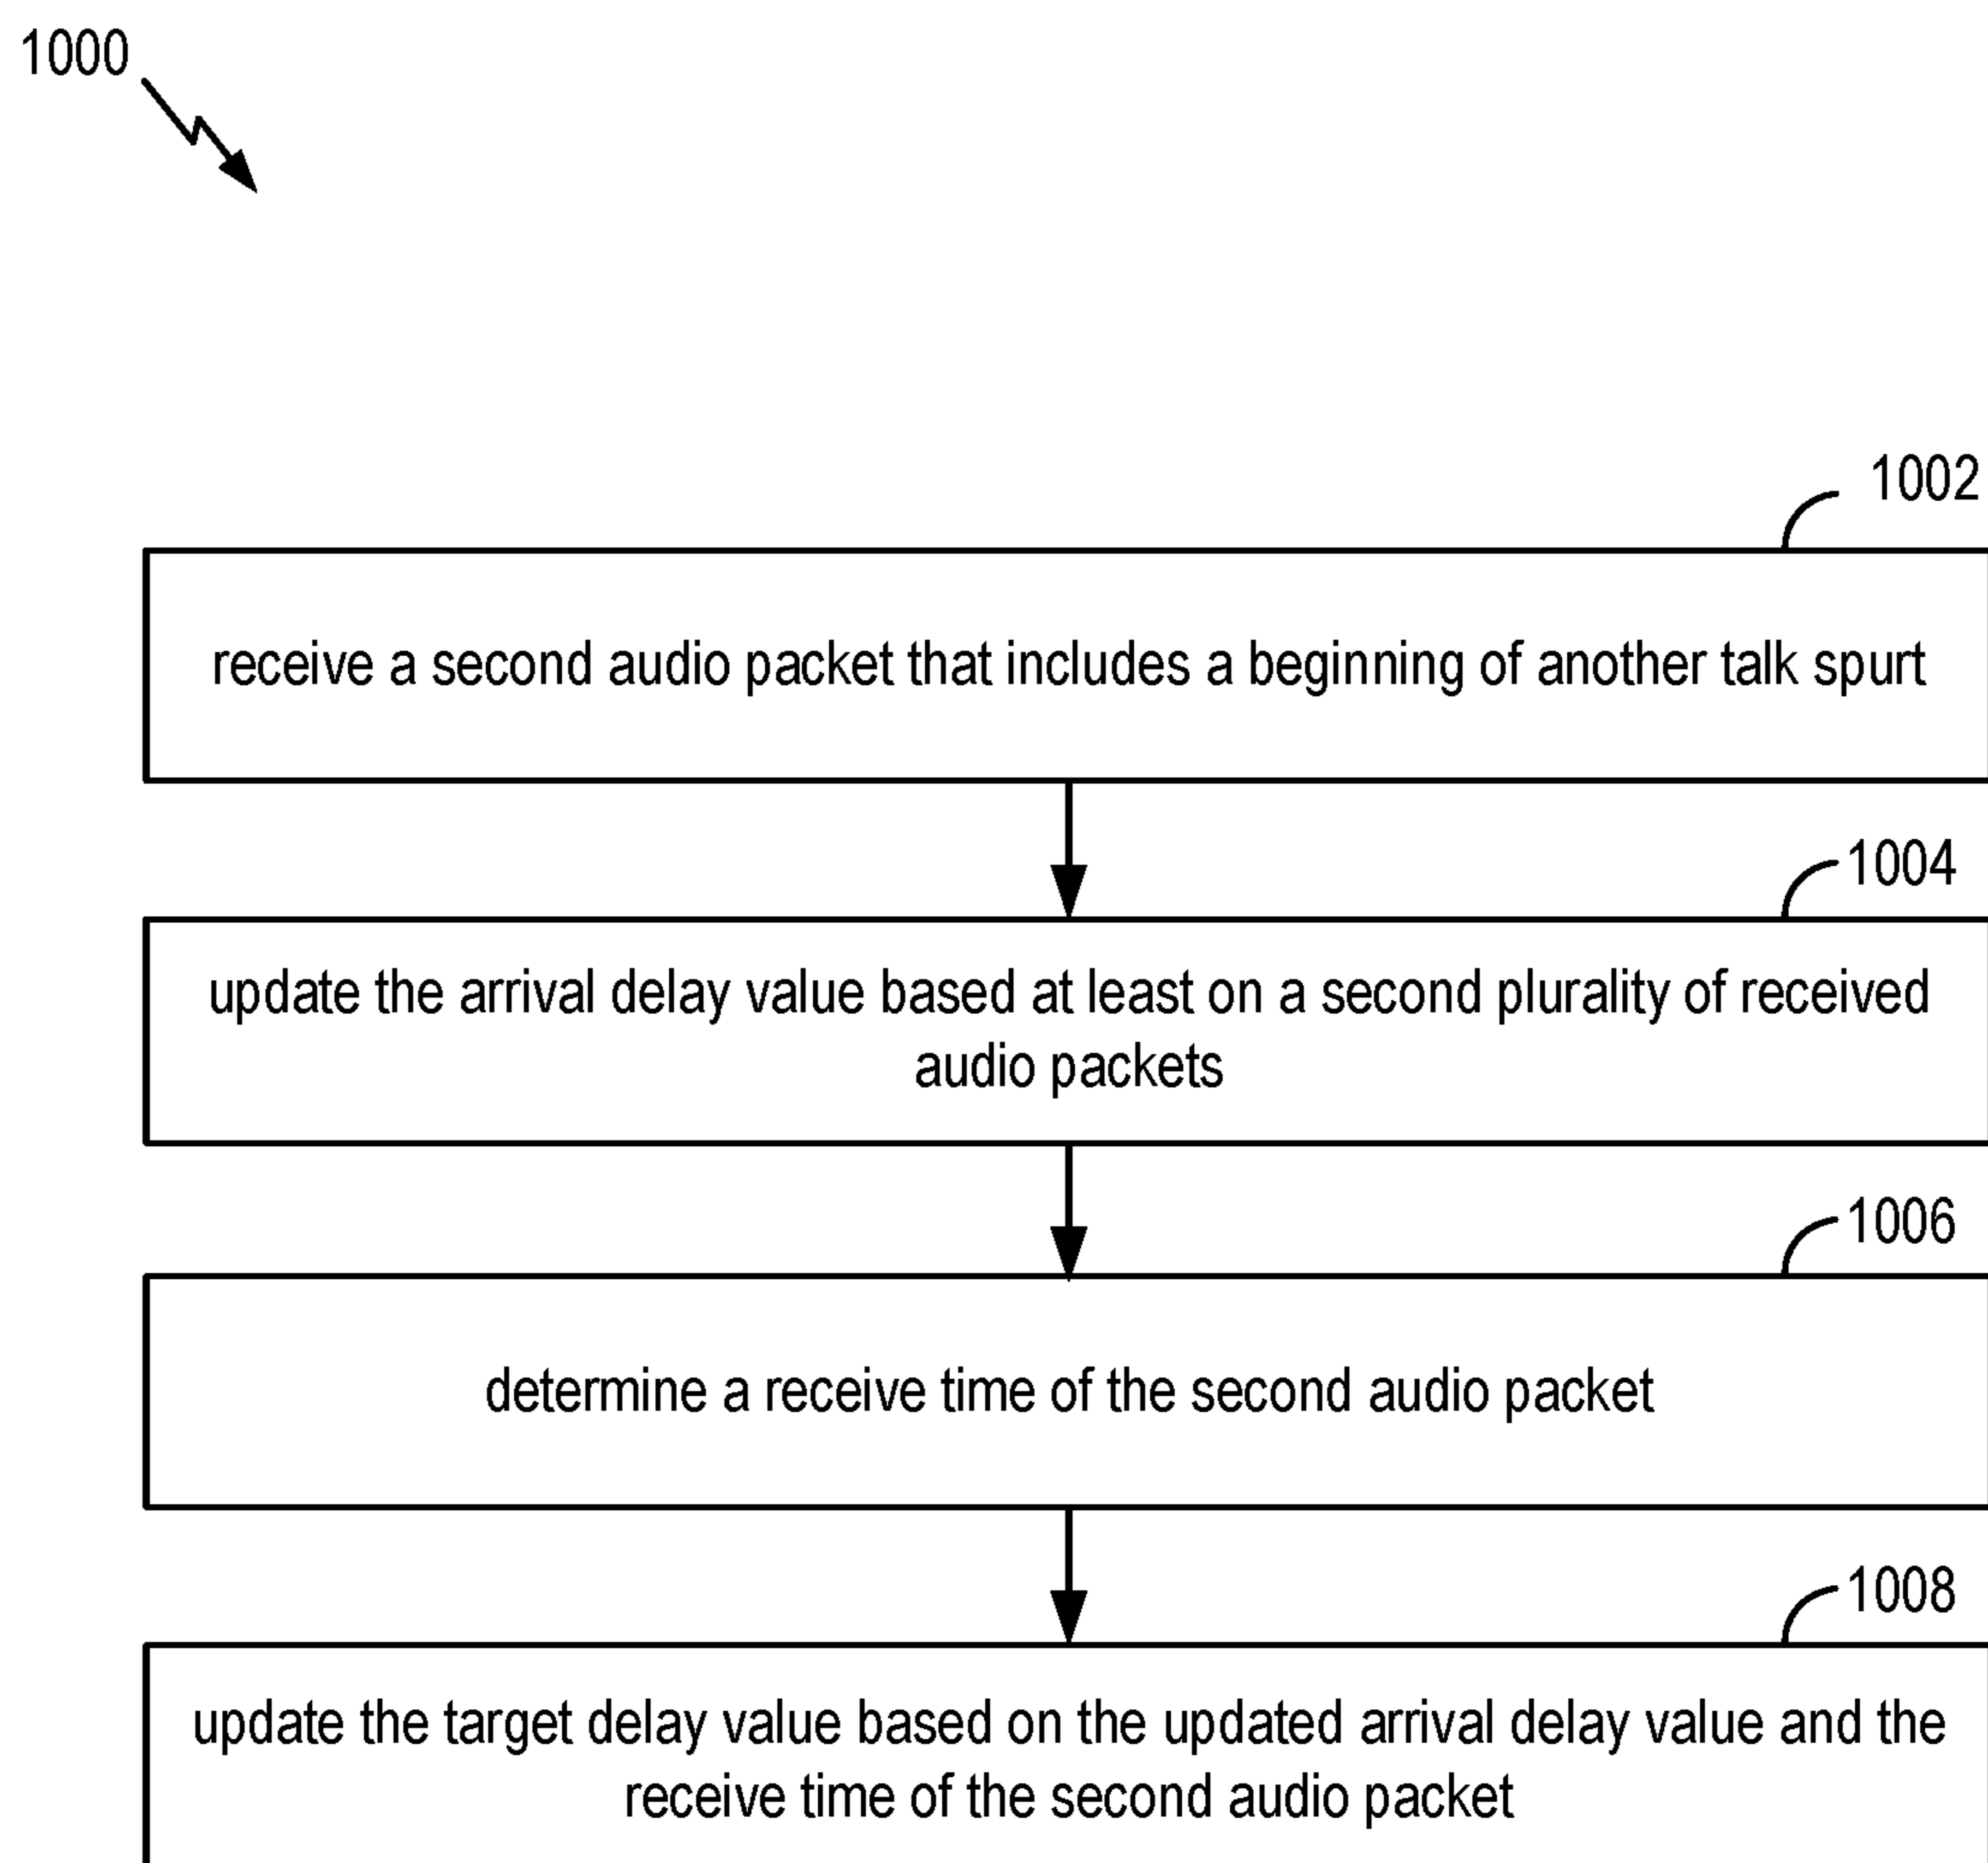 1000
1002
receive a second audio packet that includes a beginning of another talk spurt
1004
update the arrival delay value based at least on a second plurality of received
audio packets
1006
determine a receive time of the second audio packet
1008
update the target delay value based on the updated arrival delay value and the
receive time of the second audio packet